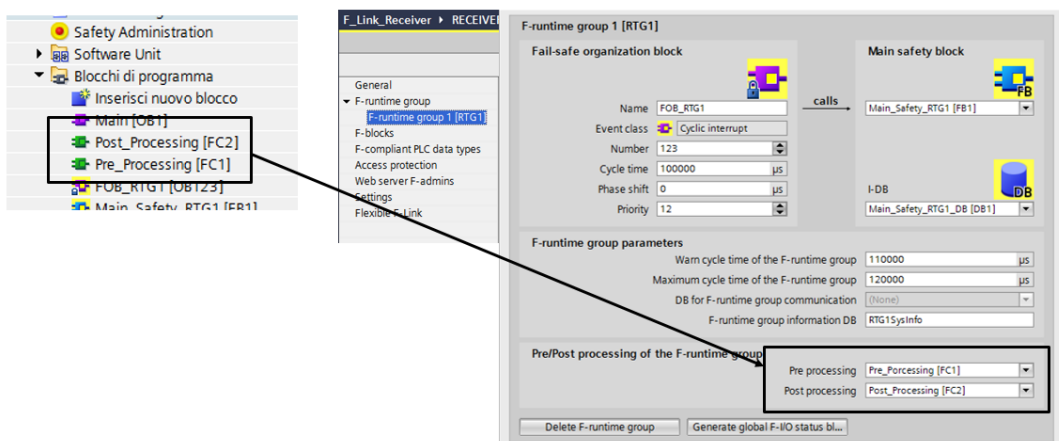 Safety Administration
Software Unit
Blocchi di programma
Inserisci nuovo blocco
Main [OB1]
Post_Processing [FC2]
Pre_Processing [FC1]
FOB_RTG1 [OB123]
Main_Safety_RTG1 [FB1]
F_Link_Receiver ▸ RECEIVE
General
F-runtime group
F-runtime group 1 [RTG1]
F-blocks
F-compliant PLC data types
Access protection
Web server F-admins
Settings
Flexible F-Link
F-runtime group 1 [RTG1]
Fail-safe organization block
Main safety block
FB
Name FOB_RTG1
calls
Main_Safety_RTG1 [FB1]
Event class Cyclic interrupt
Number 123
Cycle time 100000 µs
Phase shift 0 µs
I-DB
DB
Priority 12
Main_Safety_RTG1_DB [DB1]
F-runtime group parameters
Warn cycle time of the F-runtime group 110000 µs
Maximum cycle time of the F-runtime group 120000 µs
DB for F-runtime group communication (None)
F-runtime group information DB RTG1SysInfo
Pre/Post processing of the F-runtime group
Pre processing Pre_Porcessing [FC1]
Post processing Post_Processing [FC2]
Delete F-runtime group Generate global F-I/O status bl...